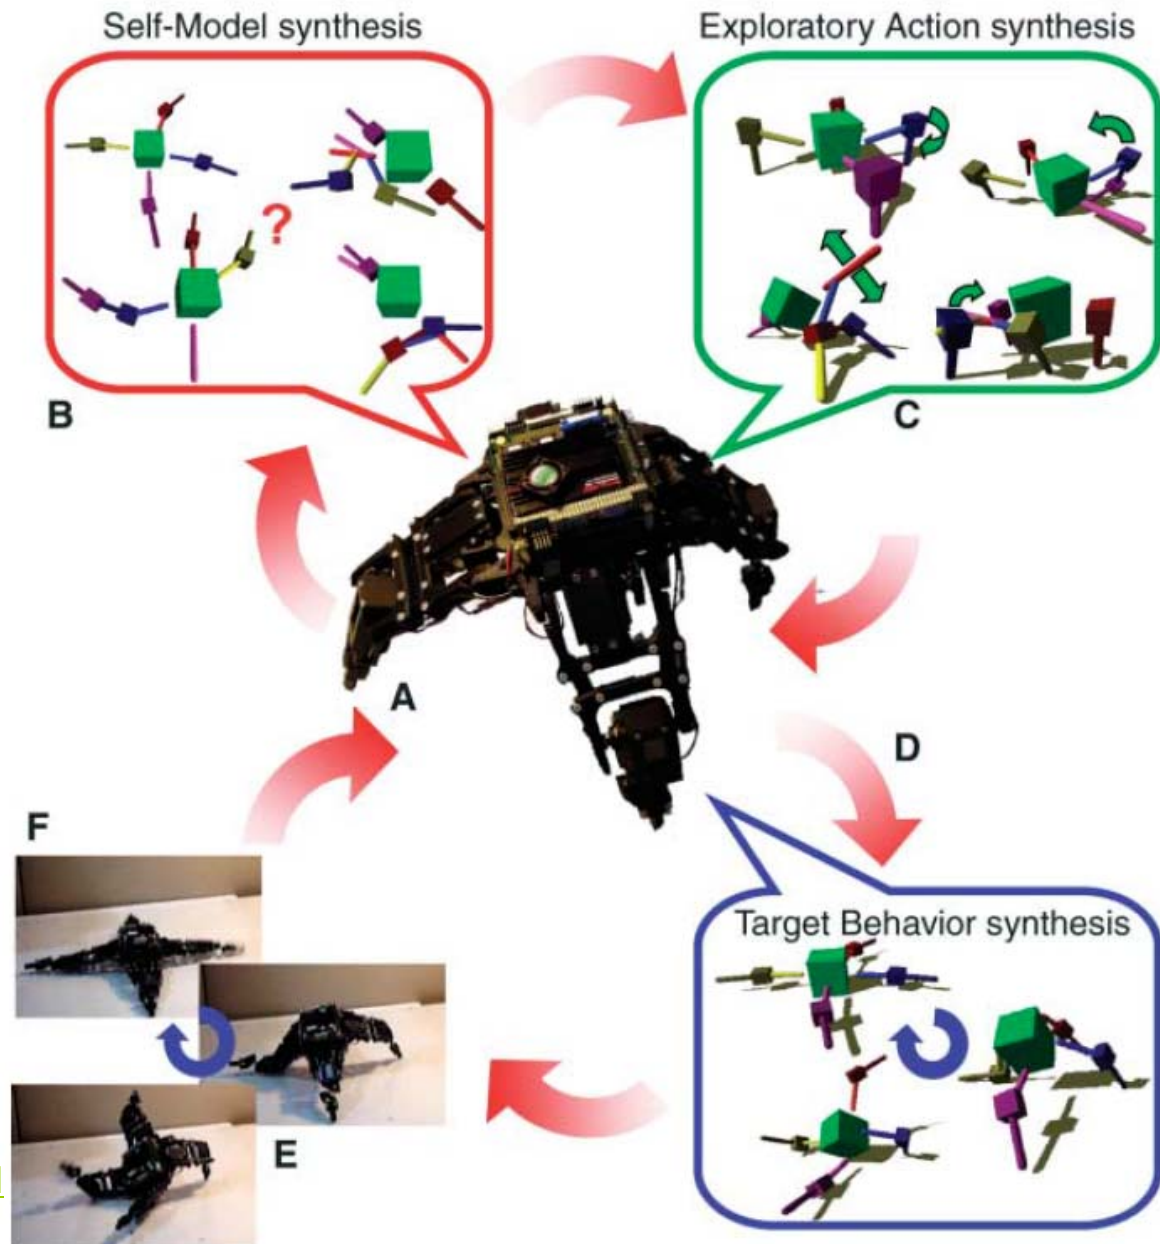 Self-Model synthesis
Exploratory Action synthesis
?
B
C
A
D
F
Target Behavior synthesis
E